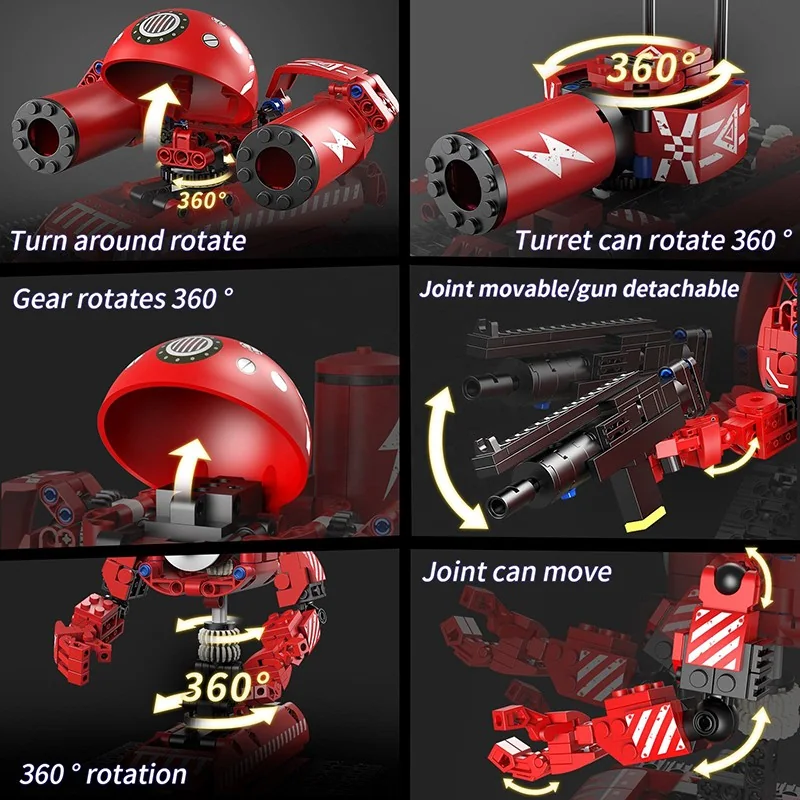 360°
Turn around rotate
360°
Turret can rotate 360 °
Gear rotates 360 °
Joint movable/gun detachable
360°
360 ° rotation
Joint can move